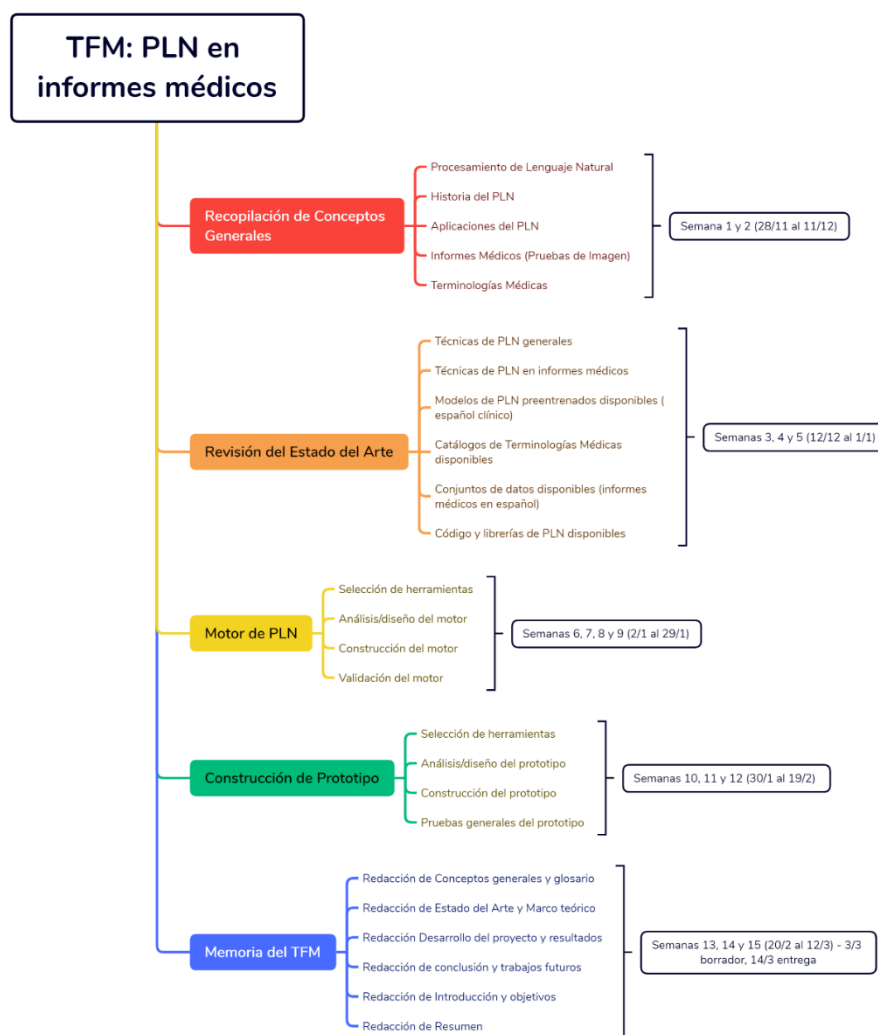 TFM: PLN en
informes médicos
Recopilación de Conceptos
Generales
Procesamiento de Lenguaje Natural
Historia del PLN
Aplicaciones del PLN
Informes Médicos (Pruebas de Imagen)
Terminologías Médicas
Semana 1 y 2 (28/11 al 11/12)
Revisión del Estado del Arte
Técnicas de PLN generales
Técnicas de PLN en informes médicos
Modelos de PLN preentrenados disponibles (
español clínico)
Catálogos de Terminologías Médicas
disponibles
Conjuntos de datos disponibles (informes
médicos en español)
Código y librerías de PLN disponibles
Semanas 3, 4 y 5 (12/12 al 1/1)
Motor de PLN
Selección de herramientas
Análisis/diseño del motor
Construcción del motor
Validación del motor
Semanas 6, 7, 8 y 9 (2/1 al 29/1)
Construcción de Prototipo
Selección de herramientas
Análisis/diseño del prototipo
Construcción del prototipo
Pruebas generales del prototipo
Semanas 10, 11 y 12 (30/1 al 19/2)
Memoria del TFM
Redacción de Conceptos generales y glosario
Redacción de Estado del Arte y Marco teórico
Redacción Desarrollo del proyecto y resultados
Redacción de conclusión y trabajos futuros
Redacción de Introducción y objetivos
Redacción de Resumen
Semanas 13, 14 y 15 (20/2 al 12/3) - 3/3
borrador, 14/3 entrega